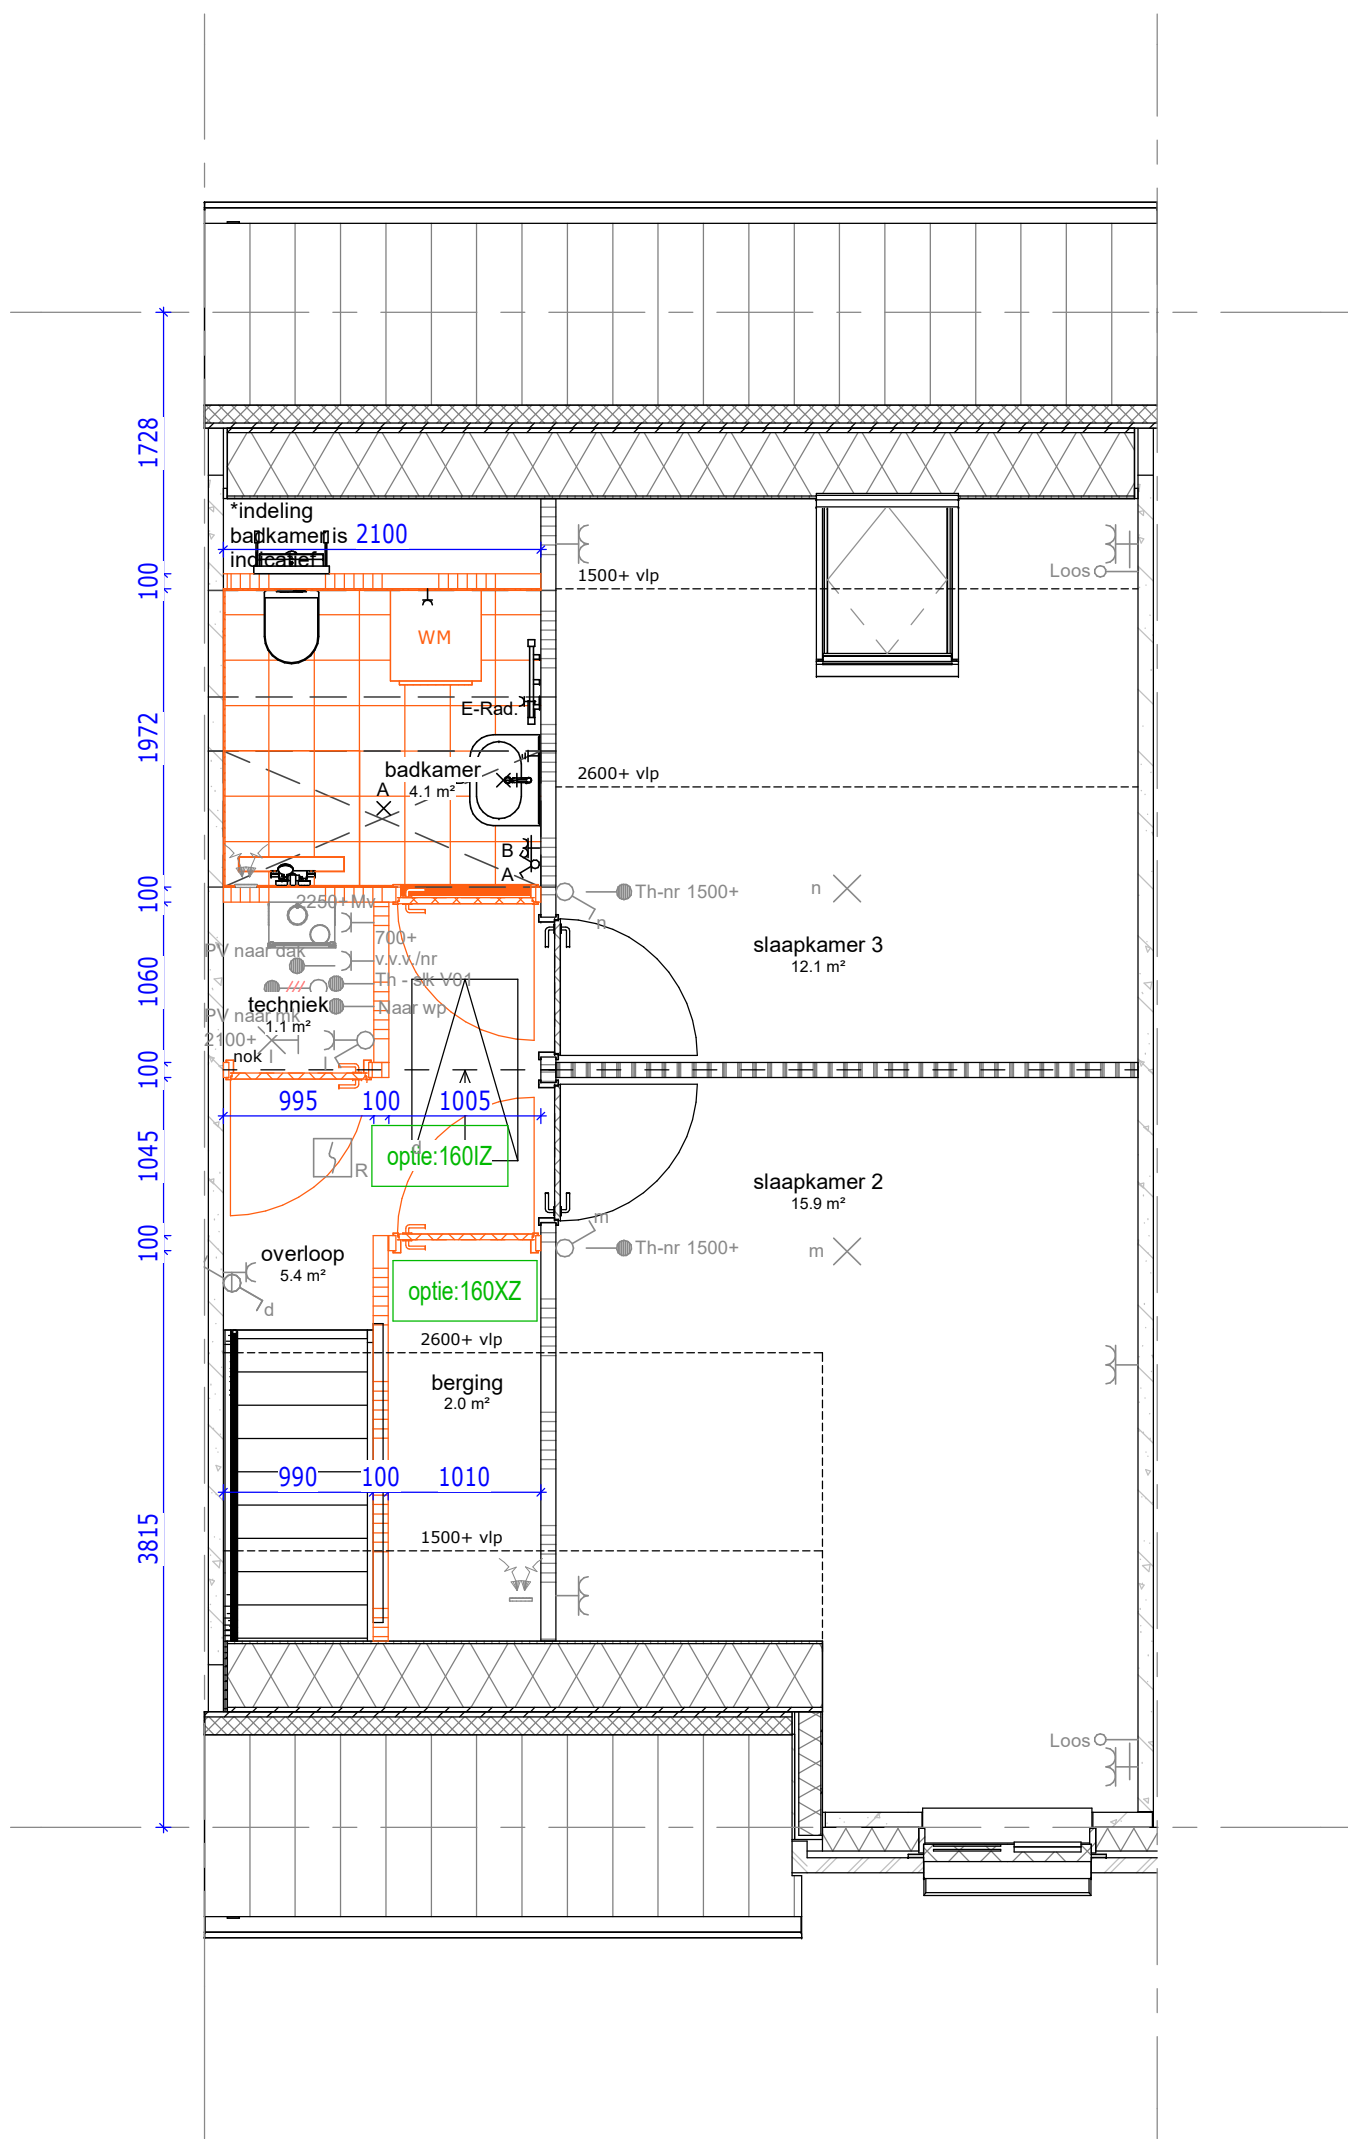 1728
100
1972
100
1060
100
1045
100
3815
*indeling
badkamer is
indicatief
2100
1500+ vlp
Loos
WM
E-Rad.
badkamer
4.1 m²
A
2600+ vlp
B
A
Th-nr 1500+
n
n
slaapkamer 3
12.1 m²
2250+Mv
700+
PV naar dak
v.v.v./nr
Th - slk V01
techniek
1.1 m²
Naar wp
PV naar mk
2100+
nok
995
100
1005
d
optie:160IZ
R
slaapkamer 2
15.9 m²
m
Th-nr 1500+
m
overloop
5.4 m²
d
optie:160XZ
2600+ vlp
berging
2.0 m²
990
100
1010
1500+ vlp
Loos